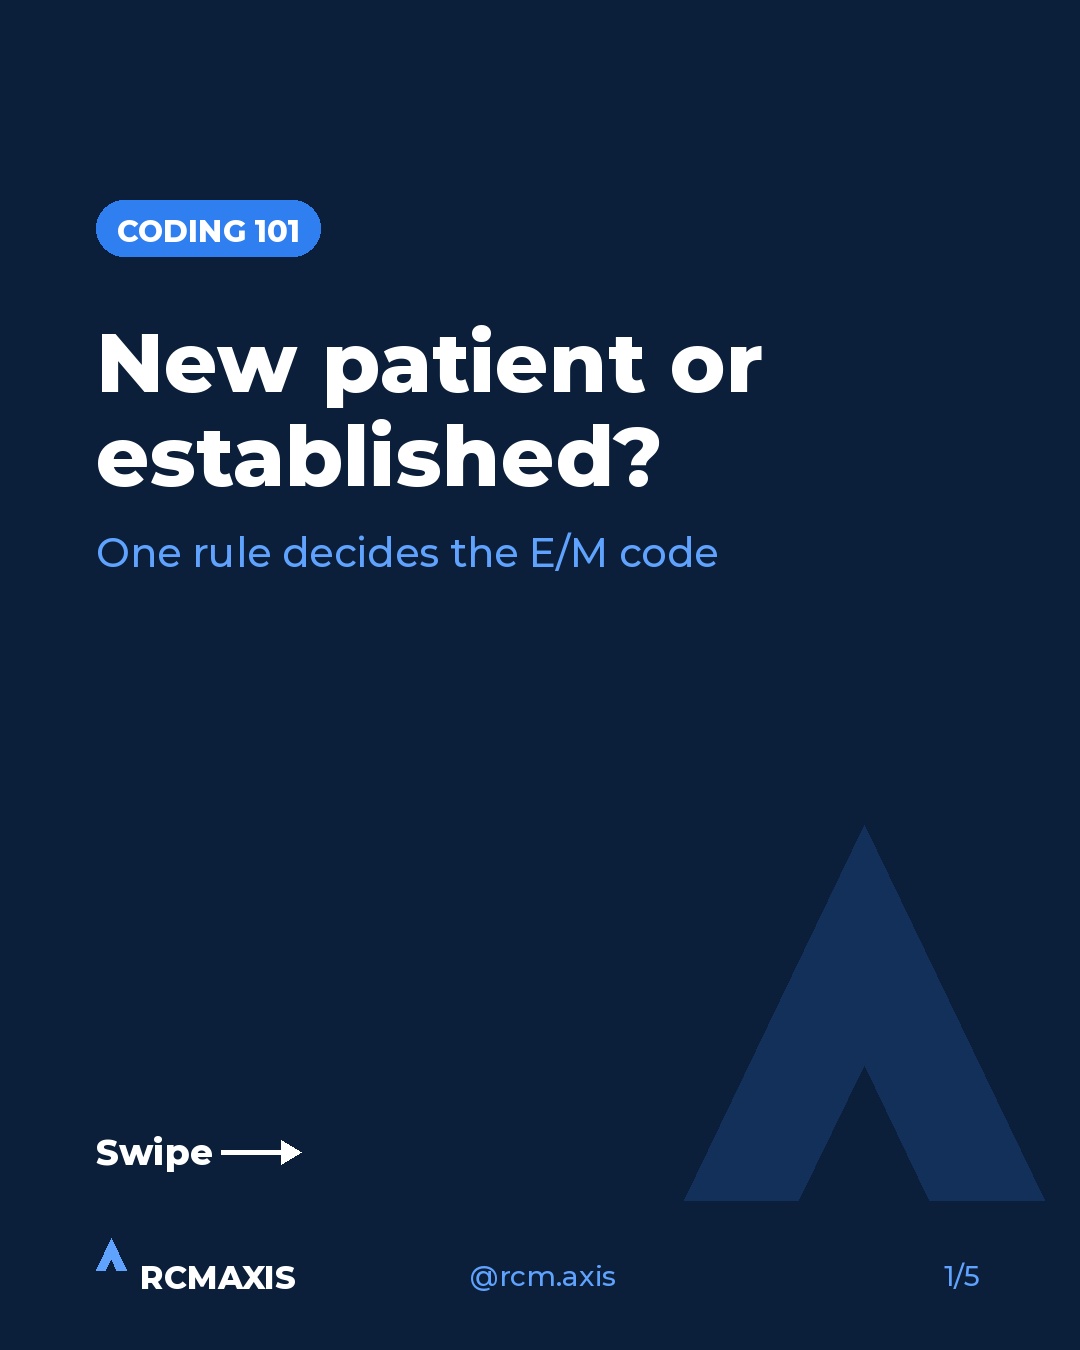 CODING 101
New patient or
established?
One rule decides the E/M code
Swipe
RCMAXIS
@rcm.axis
1/5